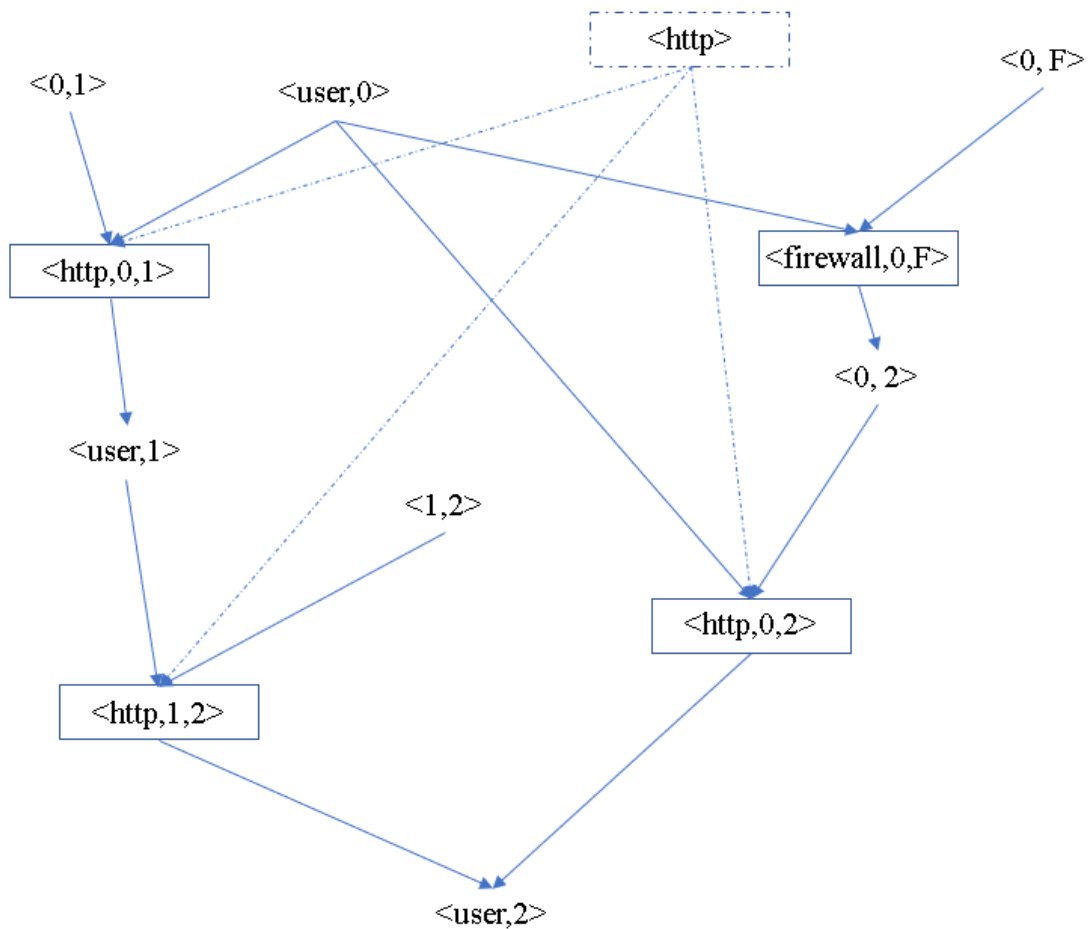 <http>
<0, F>
<0,1>
<user,0>
<http,0,1>
<firewall,0,F>
<0, 2>
<user,1>
<1,2>
<http,0,2>
<http,1,2>
<user,2>